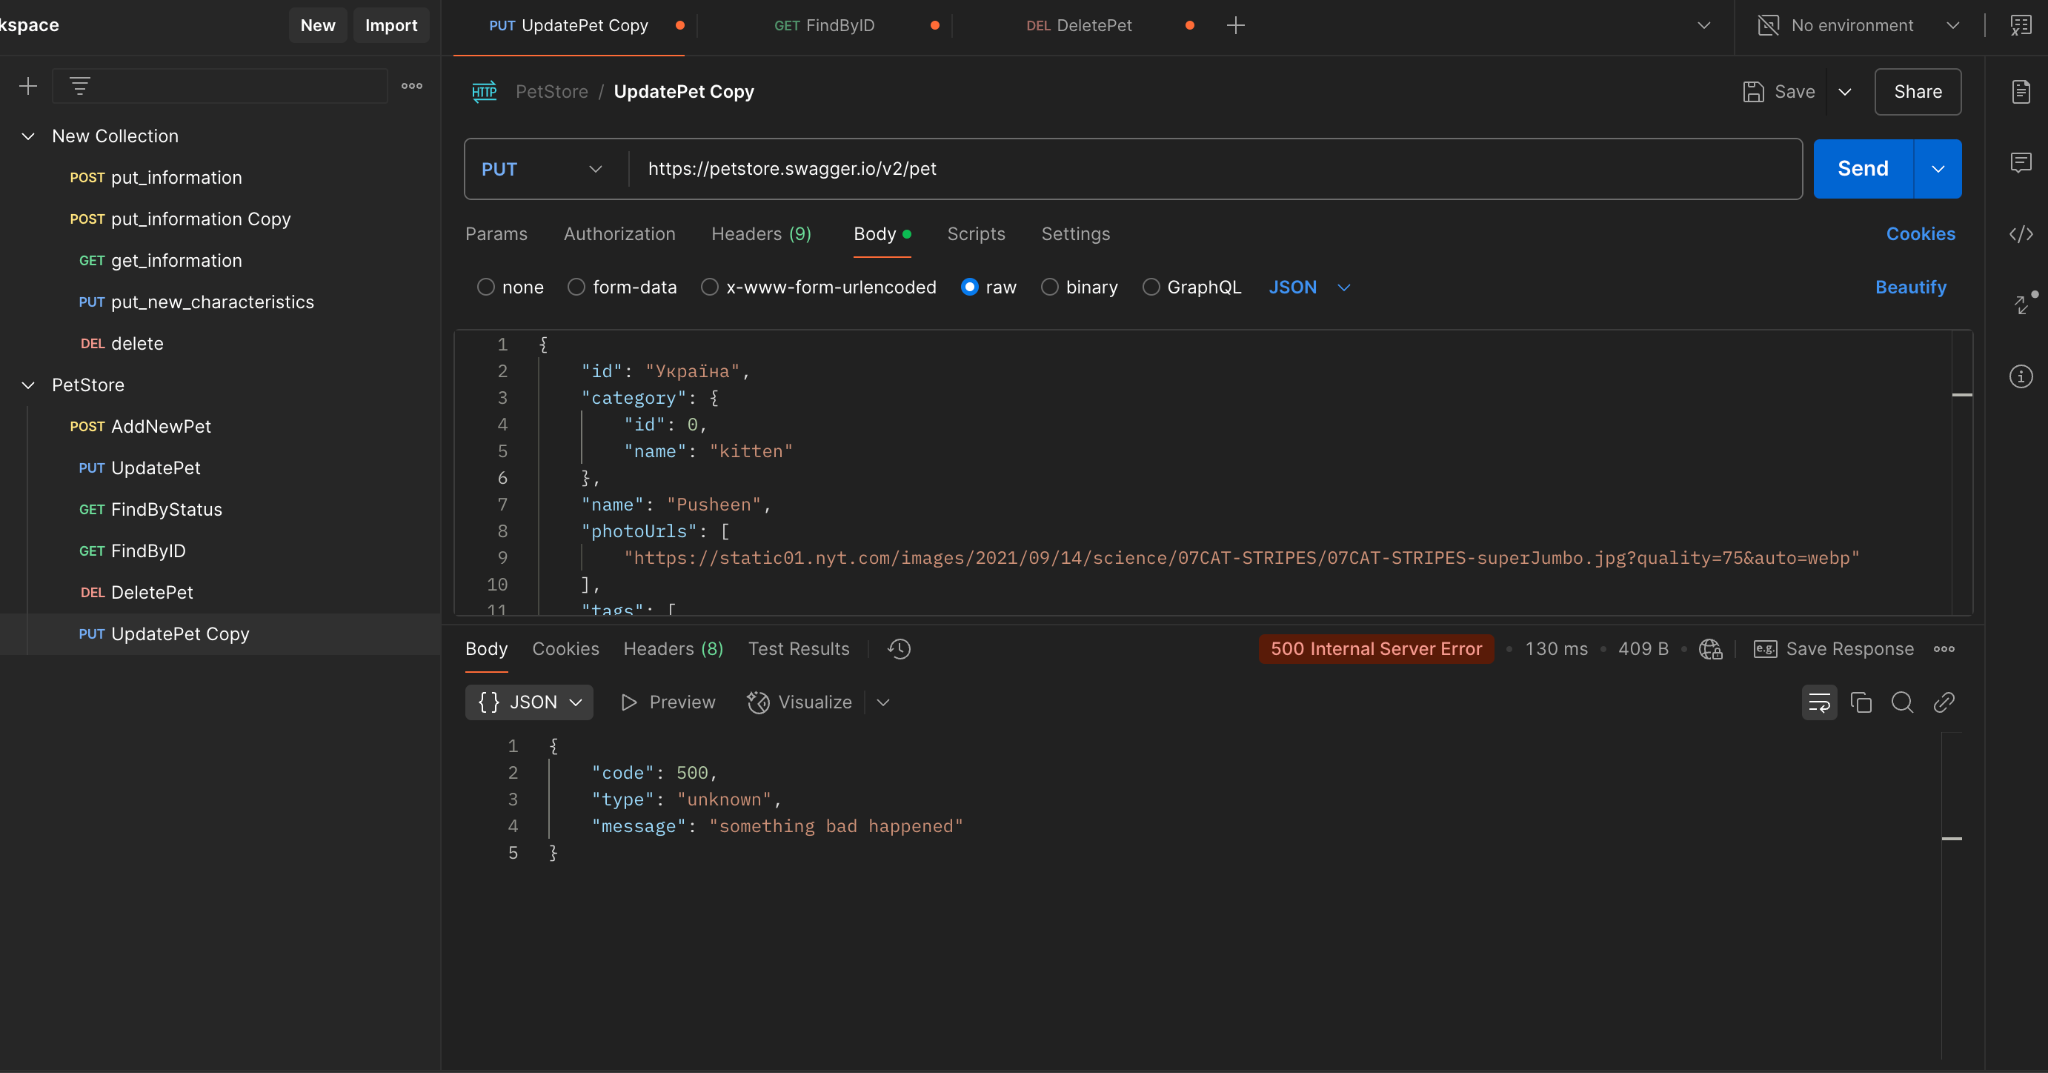 kspace
New
Import
PUT UpdatePet Copy
GET FindByID
DEL DeletePet
No environment
New Collection
POST put_information
POST put_information Copy
GET get_information
PUT put_new_characteristics
DEL delete
PetStore
POST AddNewPet
PUT UpdatePet
GET FindByStatus
GET FindByID
DEL DeletePet
PUT UpdatePet Copy
HTTP PetStore / UpdatePet Copy
Save
Share
PUT https://petstore.swagger.io/v2/pet
Send
Params Authorization Headers (9) Body Scripts Settings
Cookies
none form-data x-www-form-urlencoded raw binary GraphQL JSON
Beautify
1 {
2 "id": "Україна",
3 "category": {
4 "id": 0,
5 "name": "kitten"
6 },
7 "name": "Pusheen",
8 "photoUrls": [
9 "https://static01.nyt.com/images/2021/09/14/science/07CAT-STRIPES/07CAT-STRIPES-superJumbo.jpg?quality=75&auto=webp"
10 ],
11 "tags": [
Body Cookies Headers (8) Test Results
500 Internal Server Error • 130 ms • 409 B •
e.g. Save Response
{} JSON Preview Visualize
1 {
2 "code": 500,
3 "type": "unknown",
4 "message": "something bad happened"
5 }